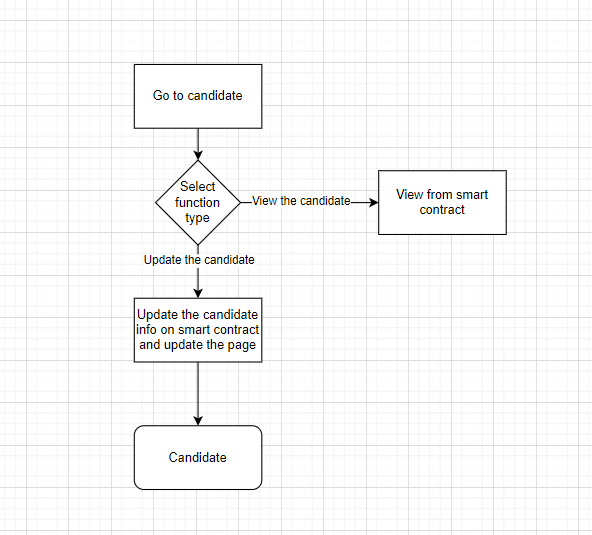 Go to candidate
Select
function
type
View the candidate
View from smart
contract
Update the candidate
Update the candidate
info on smart contract
and update the page
Candidate